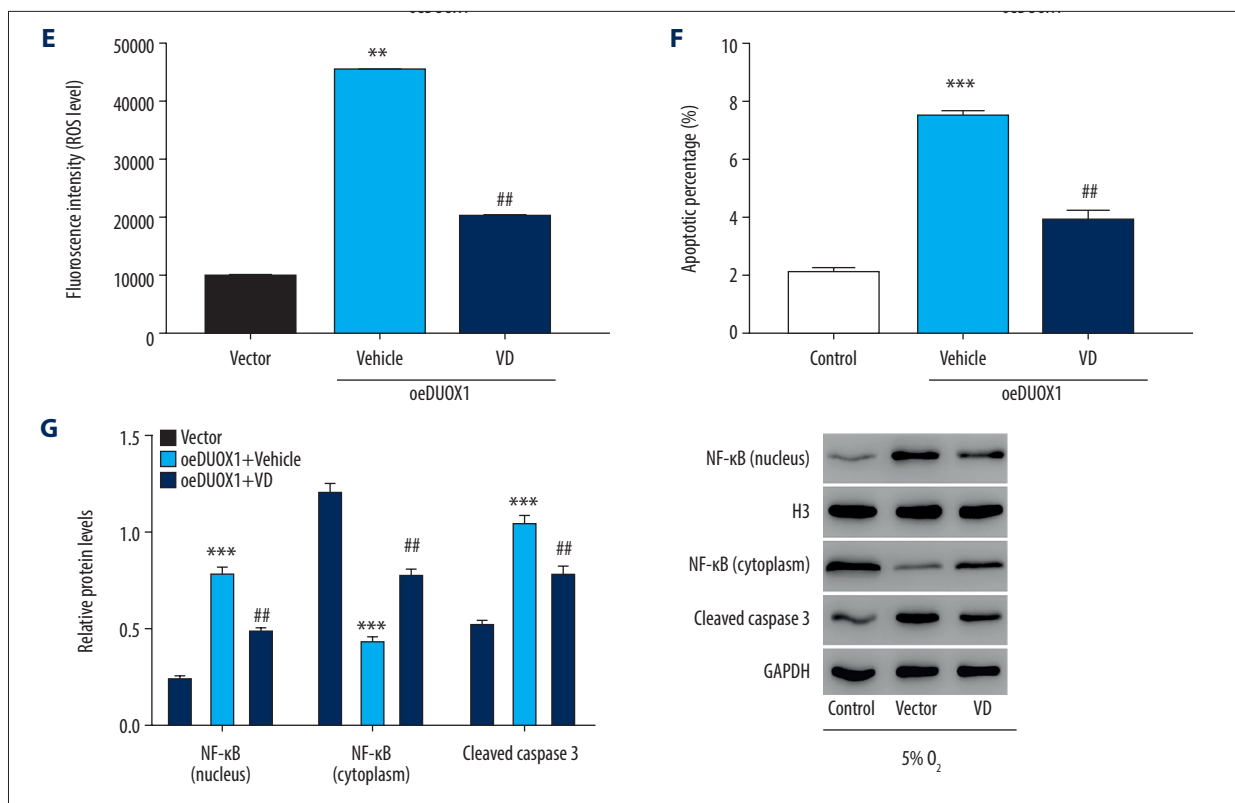 E
50000
40000
30000
20000
10000
0
Fluoroscence intensity (ROS level)
**
##
Vector
Vehicle
VD
oeDUOX1
F
10
8
6
4
2
0
Apoptotic percentage (%)
***
##
Control
Vehicle
VD
oeDUOX1
G
1.5
1.0
0.5
0.0
Relative protein levels
Vector
oeDUOX1+Vehicle
oeDUOX1+VD
***
##
***
##
***
##
NF-κB
(nucleus)
NF-κB
(cytoplasm)
Cleaved caspase 3
NF-κB (nucleus)
H3
NF-κB (cytoplasm)
Cleaved caspase 3
GAPDH
Control
Vector
VD
5% O₂